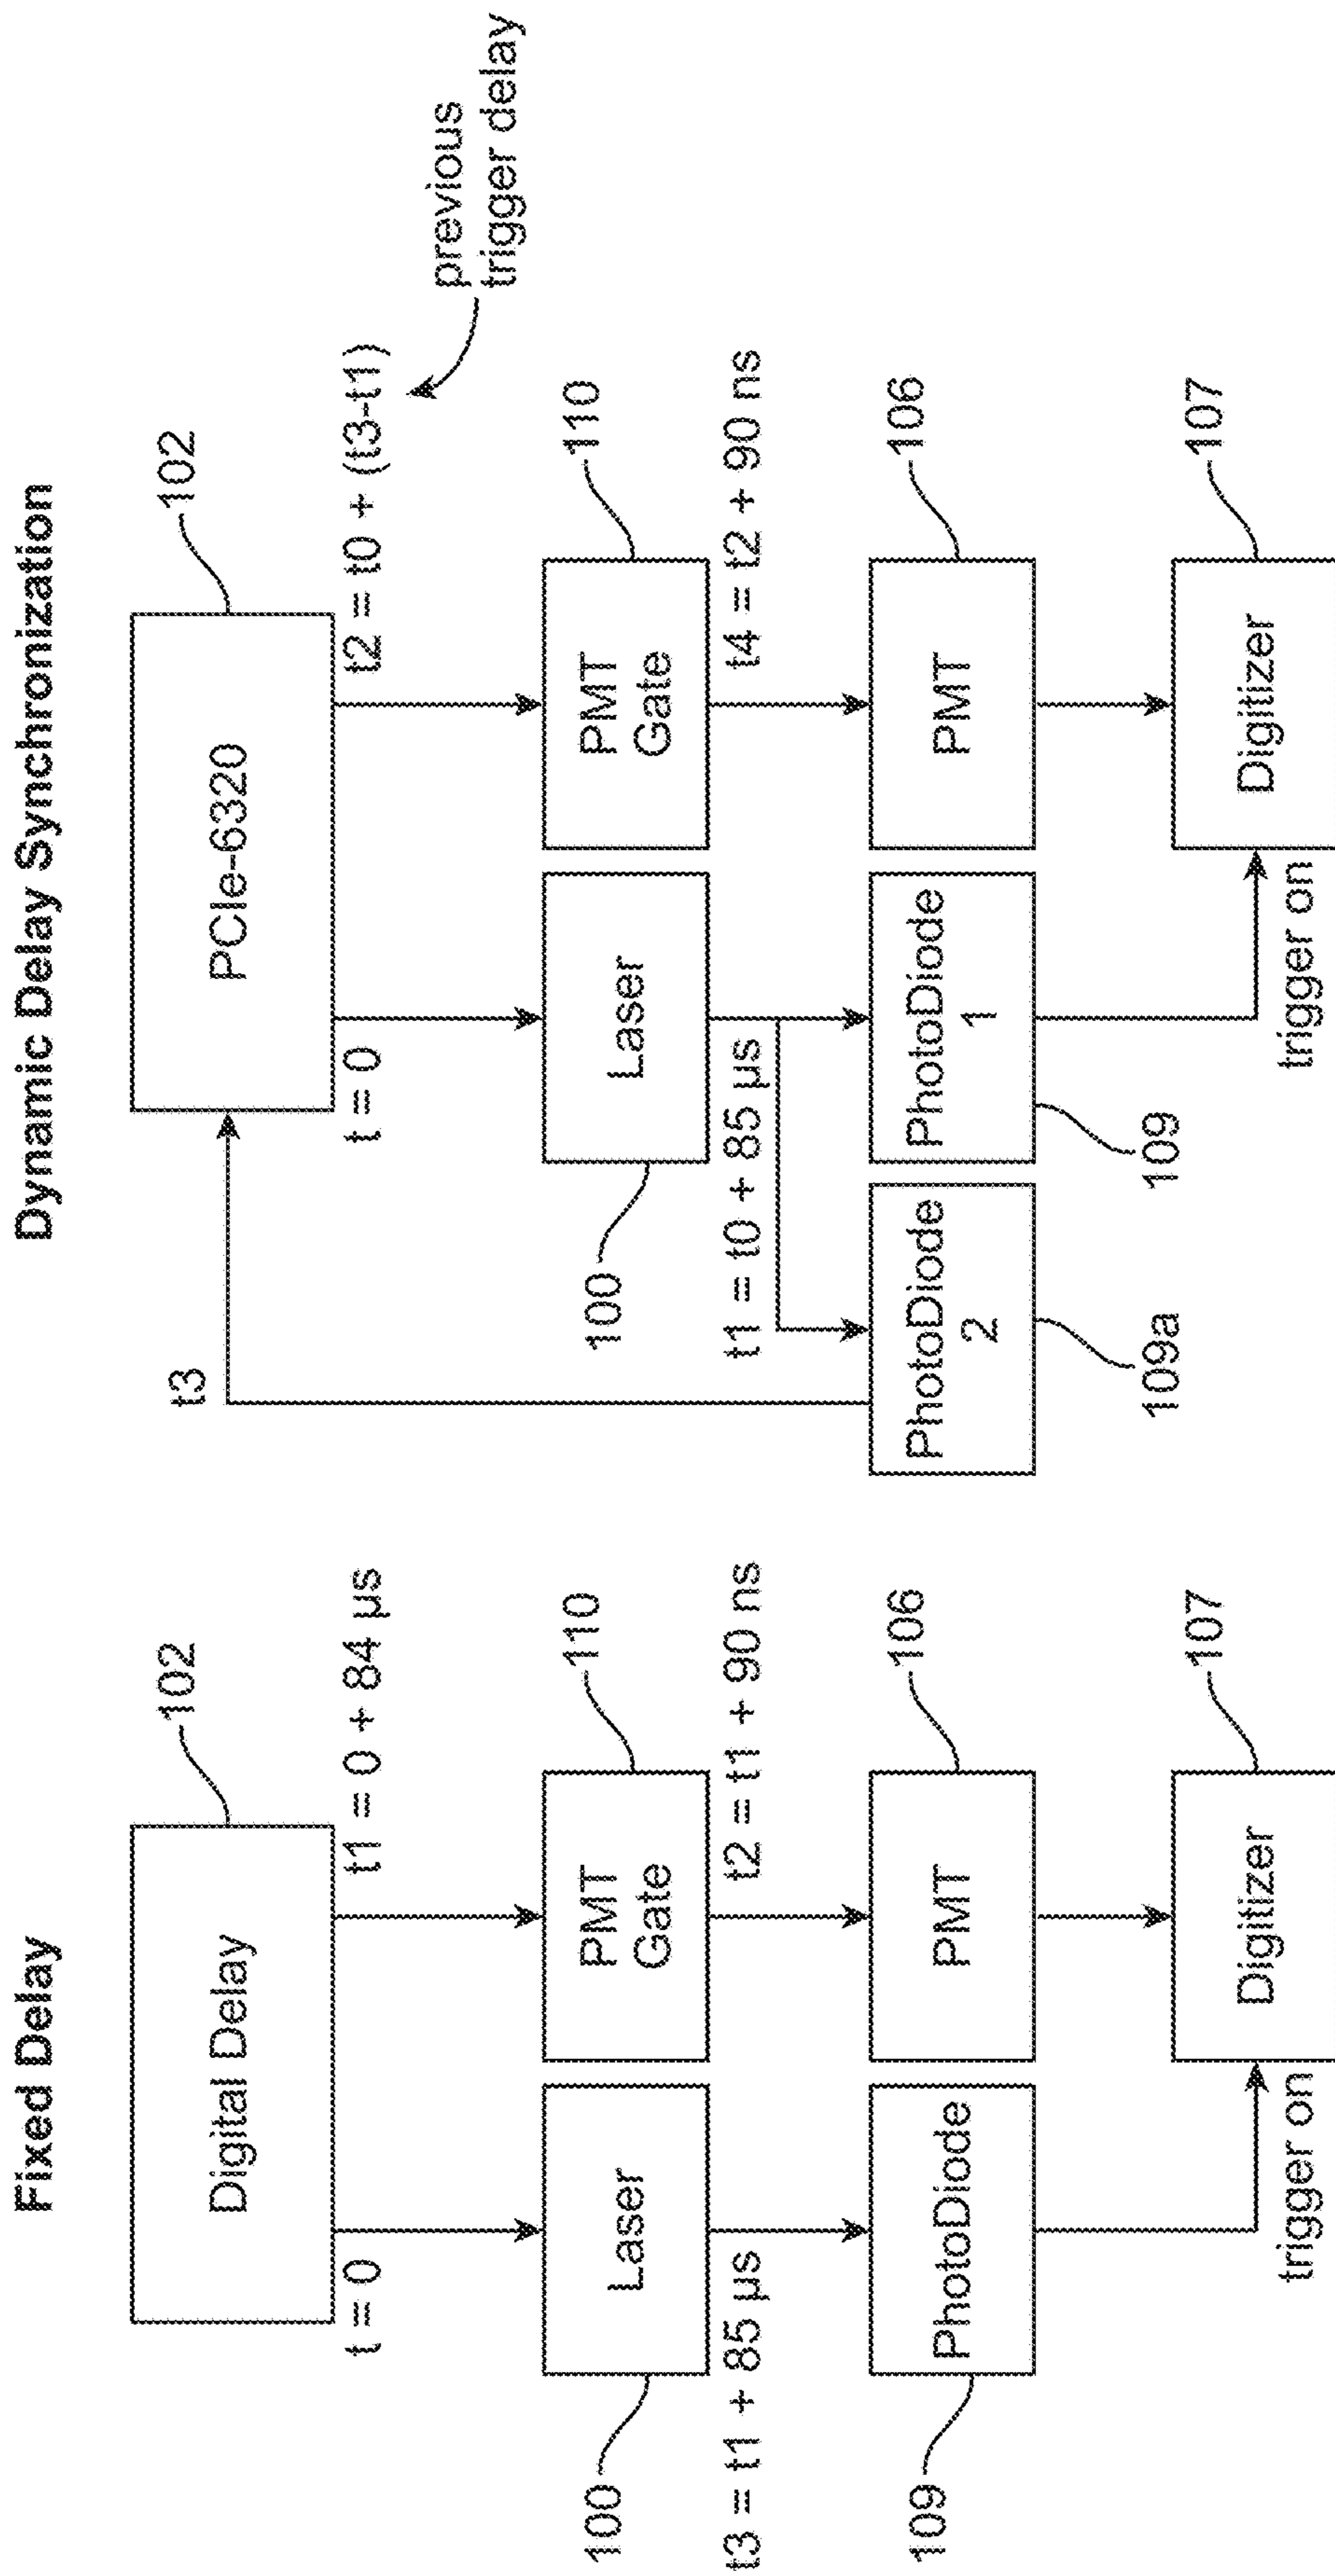 Fixed Delay
Digital Delay
102
t = 0
t1 = 0 + 84 µs
Laser
100
PMT
Gate
110
t3 = t1 + 85 µs
t2 = t1 + 90 ns
PhotoDiode
109
PMT
106
trigger on
Digitizer
107
Dynamic Delay Synchronization
t3
PCIe-6320
102
t = 0
t2 = t0 + (t3-t1)
previous
trigger delay
100
Laser
PMT
Gate
110
t1 = t0 + 85 µs
t4 = t2 + 90 ns
PhotoDiode
2
109a
PhotoDiode
1
109
PMT
106
trigger on
Digitizer
107